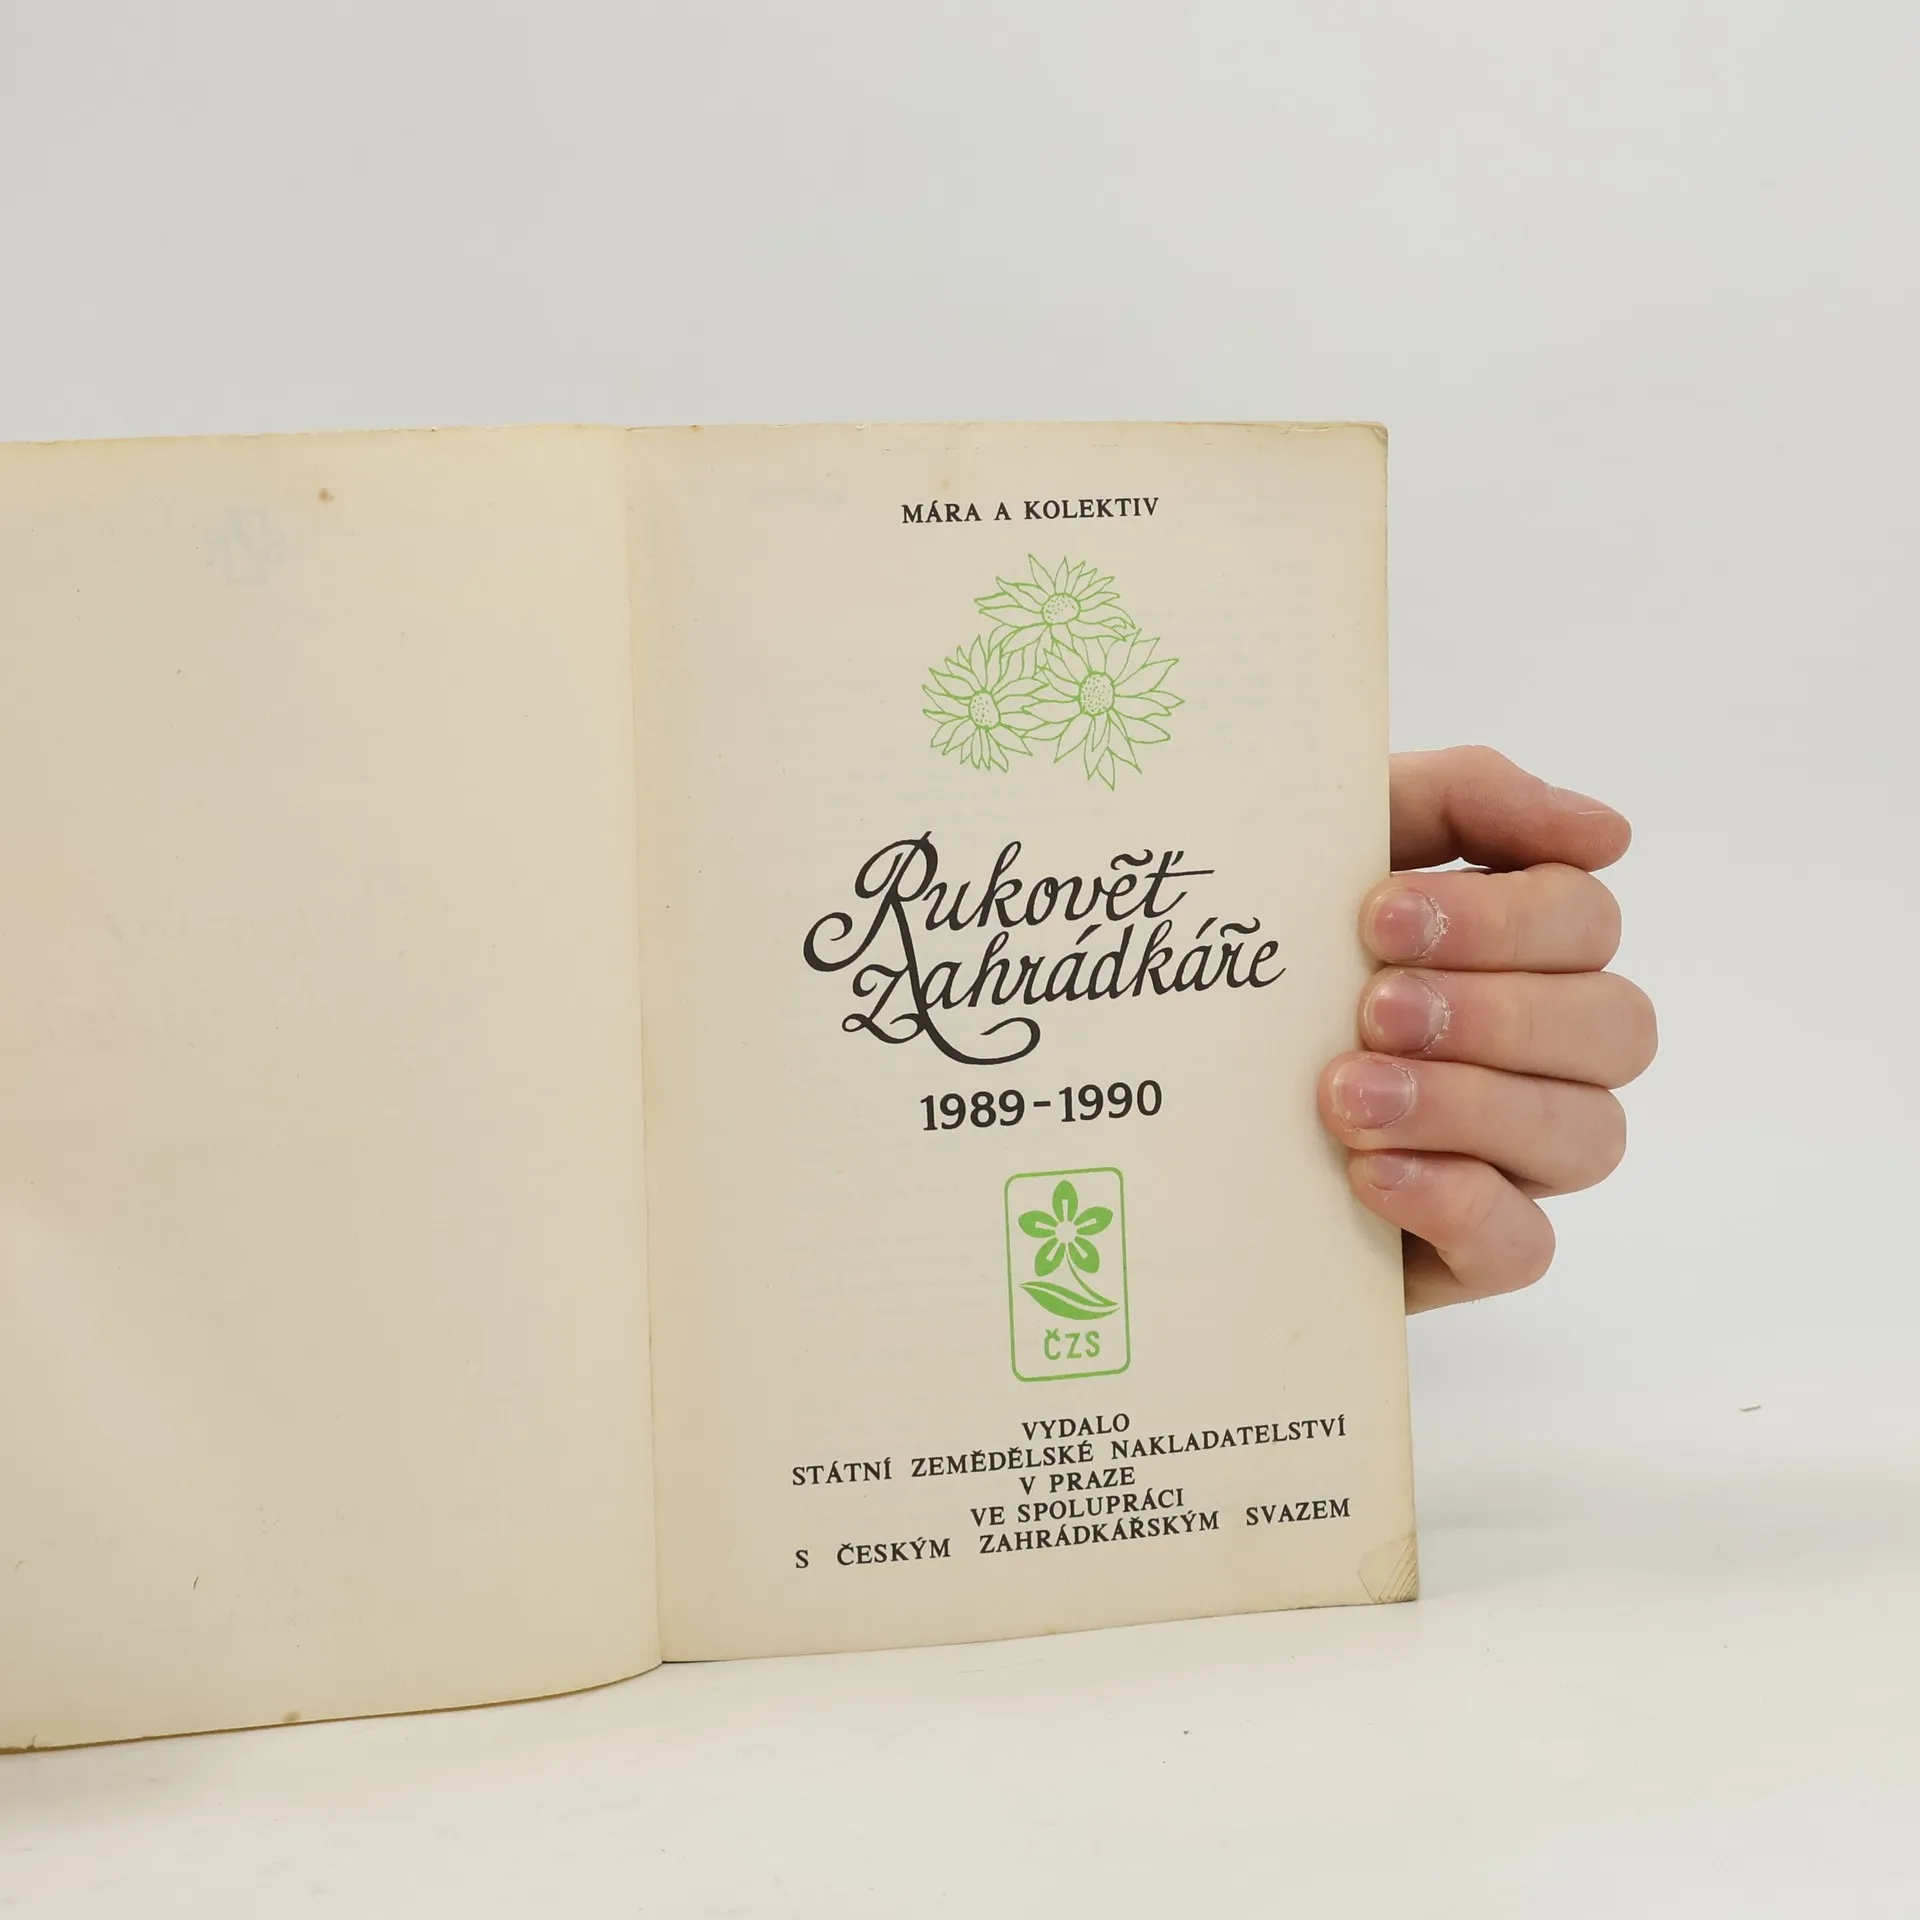 MÁRA A KOLEKTIV
Rukověť
Zahrádkáře
1989-1990
ČZS
VYDALO
STÁTNÍ ZEMĚDĚLSKÉ NAKLADATELSTVÍ
V PRAZE
VE SPOLUPRÁCI
S ČESKÝM ZAHRÁDKÁŘSKÝM SVAZEM